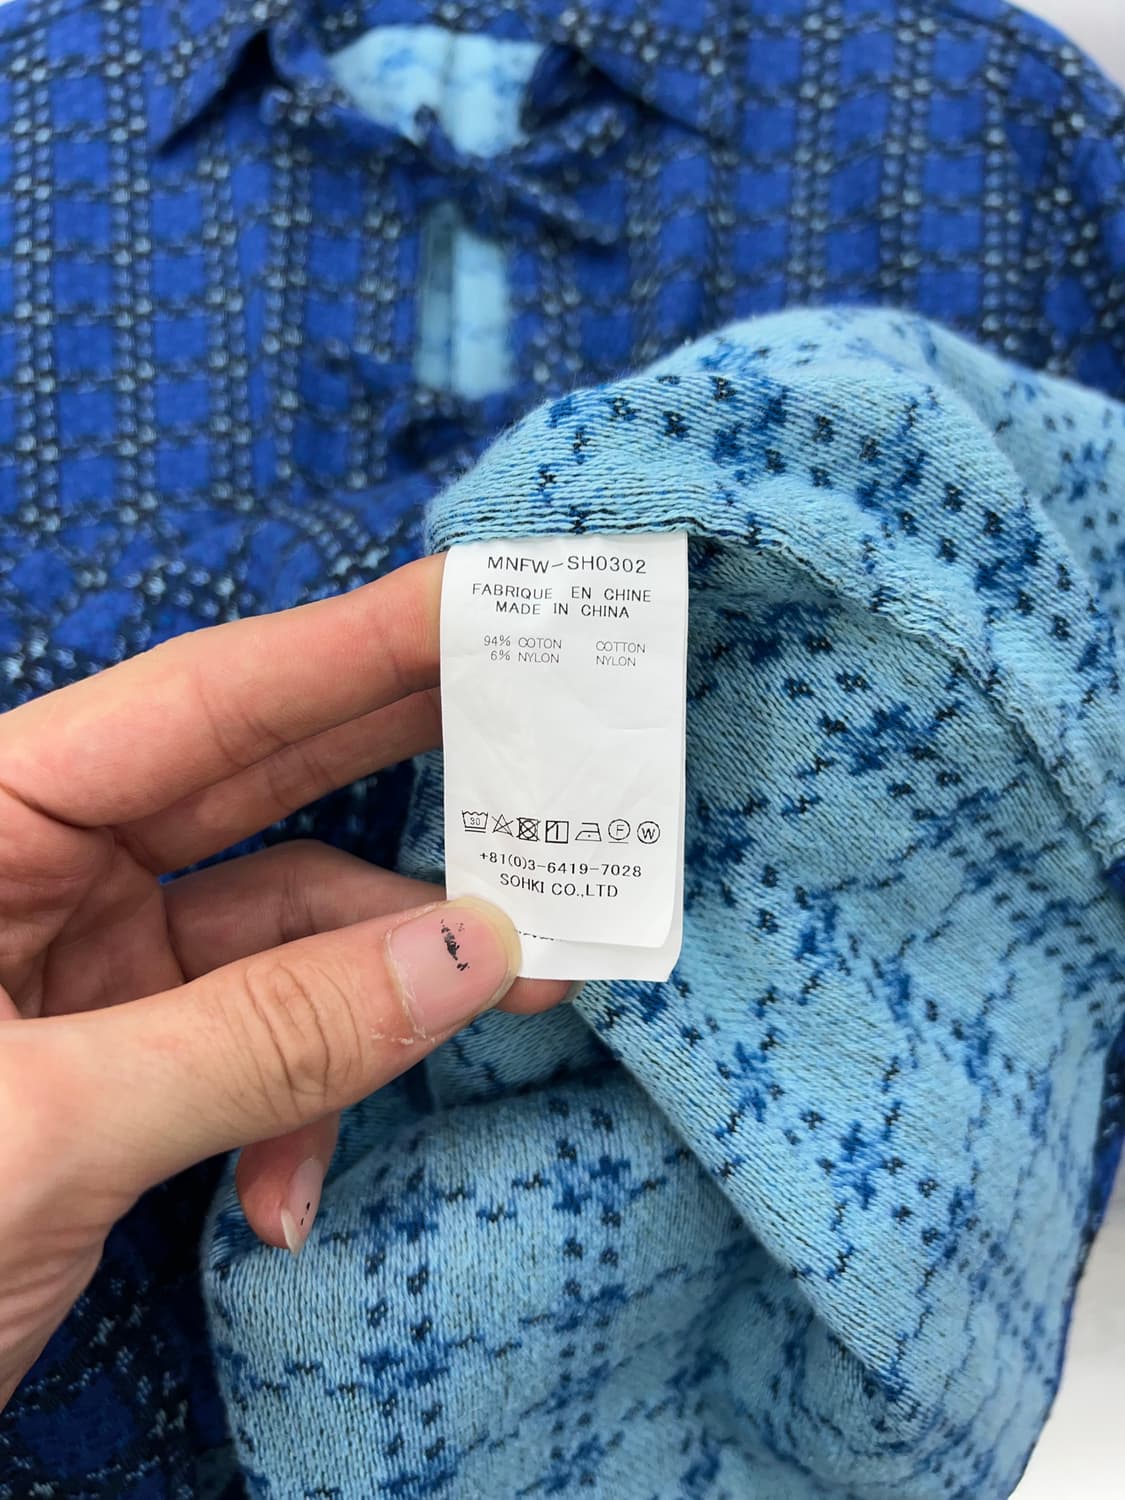 MNFW-SH0302
FABRIQUE EN CHINE
MADE IN CHINA
94% COTON COTTON
6% NYLON NYLON
30 F W
+81(0)3-6419-7028
SOHKI CO.,LTD